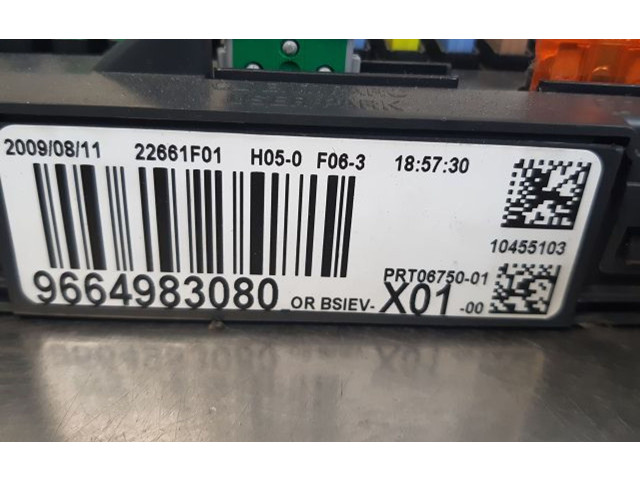 2009/08/11 22661F01 H05-0 F06-3 18:57:30
10455103
PRT06750-01
9664983080 OR BSIEV- X01 -00